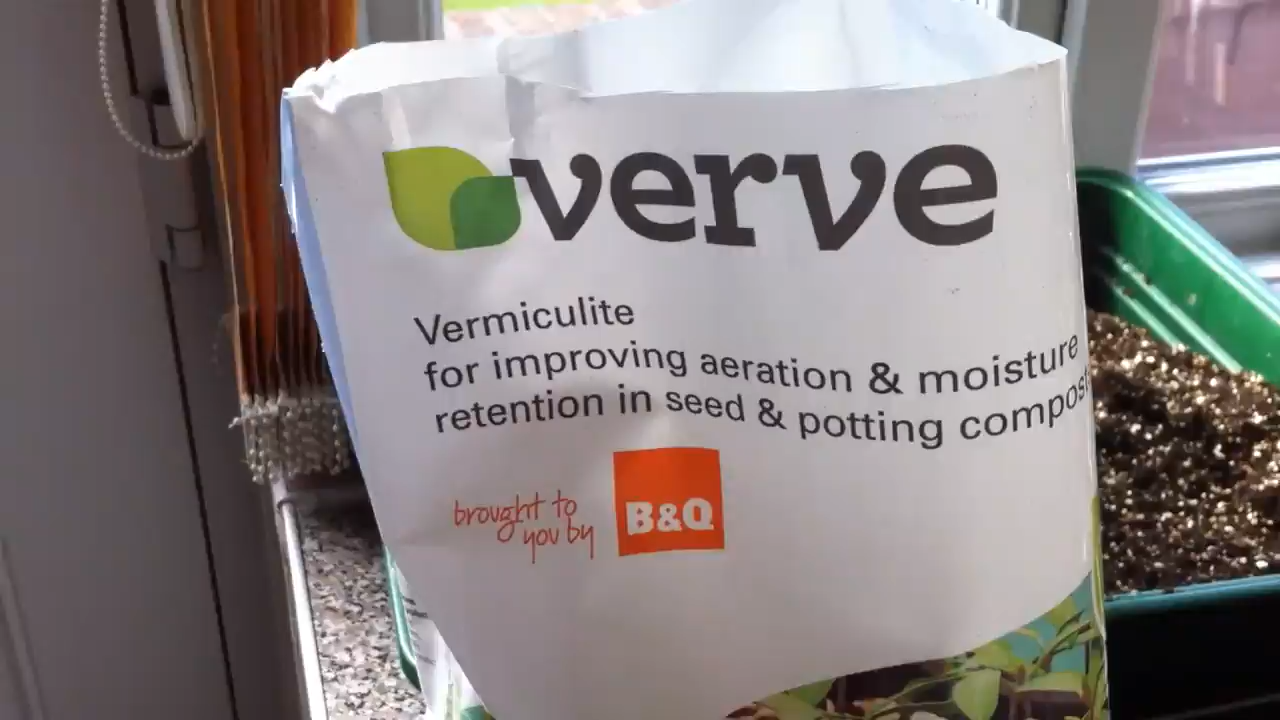 verve
Vermiculite
for improving aeration & moisture
retention in seed & potting compost
brought to
you by
B&Q